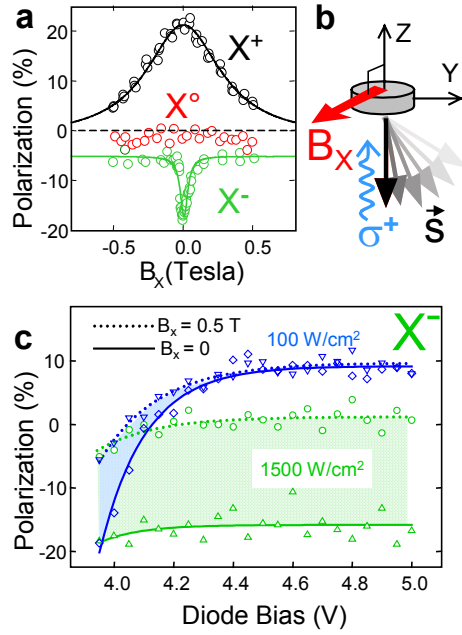 a
Polarization (%)
20
10
0
-10
-20
X⁺
X°
X⁻
-0.5
0.0
0.5
Bₓ(Tesla)
b
Z
Y
B_X
σ⁺
S⃗
c
Polarization (%)
10
0
-10
-20
Bₓ = 0.5 T
Bₓ = 0
100 W/cm²
X⁻
1500 W/cm²
4.0
4.2
4.4
4.6
4.8
5.0
Diode Bias (V)